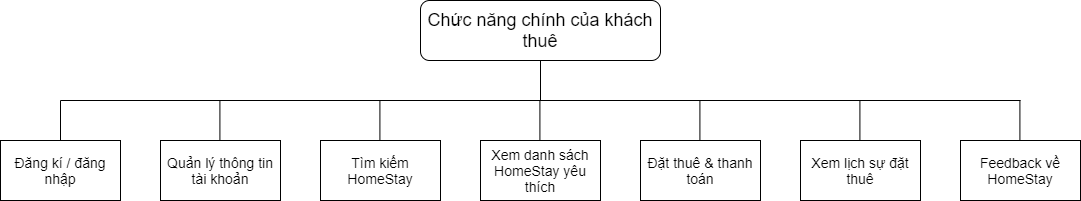 Chức năng chính của khách
thuê
Đăng kí / đăng
nhập
Quản lý thông tin
tài khoản
Tìm kiếm
HomeStay
Xem danh sách
HomeStay yêu
thích
Đặt thuê & thanh
toán
Xem lịch sự đặt
thuê
Feedback về
HomeStay